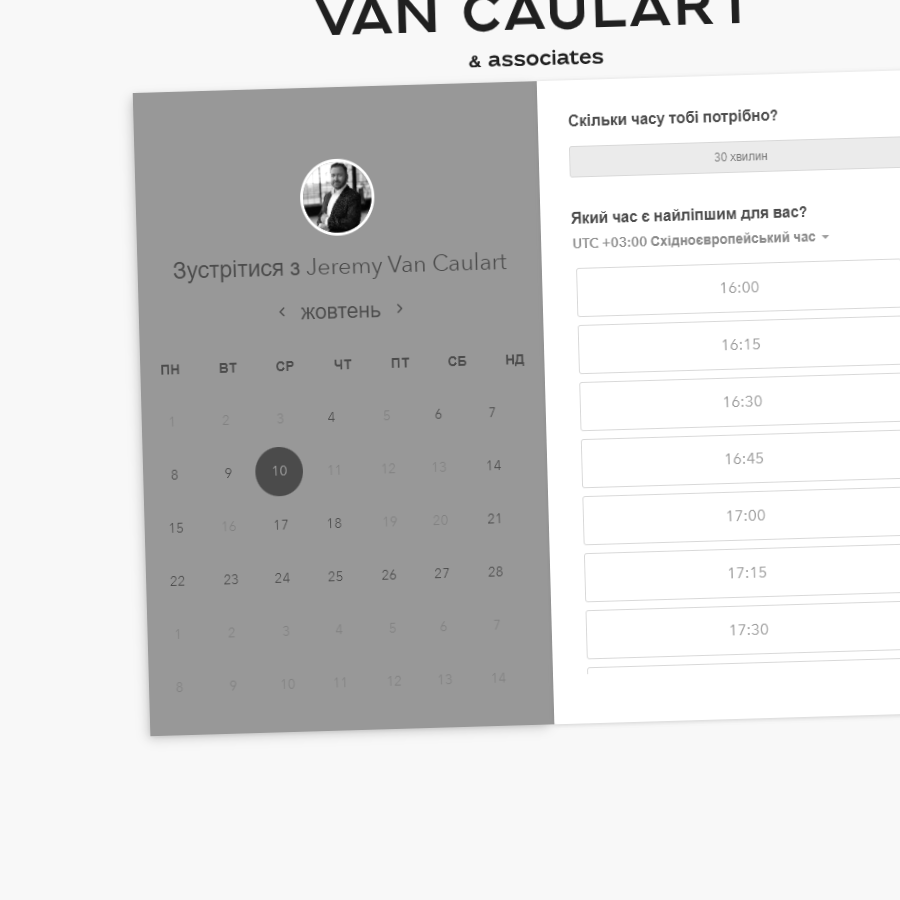 VAN CAULART
& associates
Зустрітися з Jeremy Van Caulart
‹ жовтень ›
ПН ВТ СР ЧТ ПТ СБ НД
1 2 3 4 5 6 7
8 9 10 11 12 13 14
15 16 17 18 19 20 21
22 23 24 25 26 27 28
1 2 3 4 5 6 7
8 9 10 11 12 13 14
Скільки часу тобі потрібно?
30 хвилин
Який час є найліпшим для вас?
UTC +03:00 Східноєвропейський час
16:00
16:15
16:30
16:45
17:00
17:15
17:30